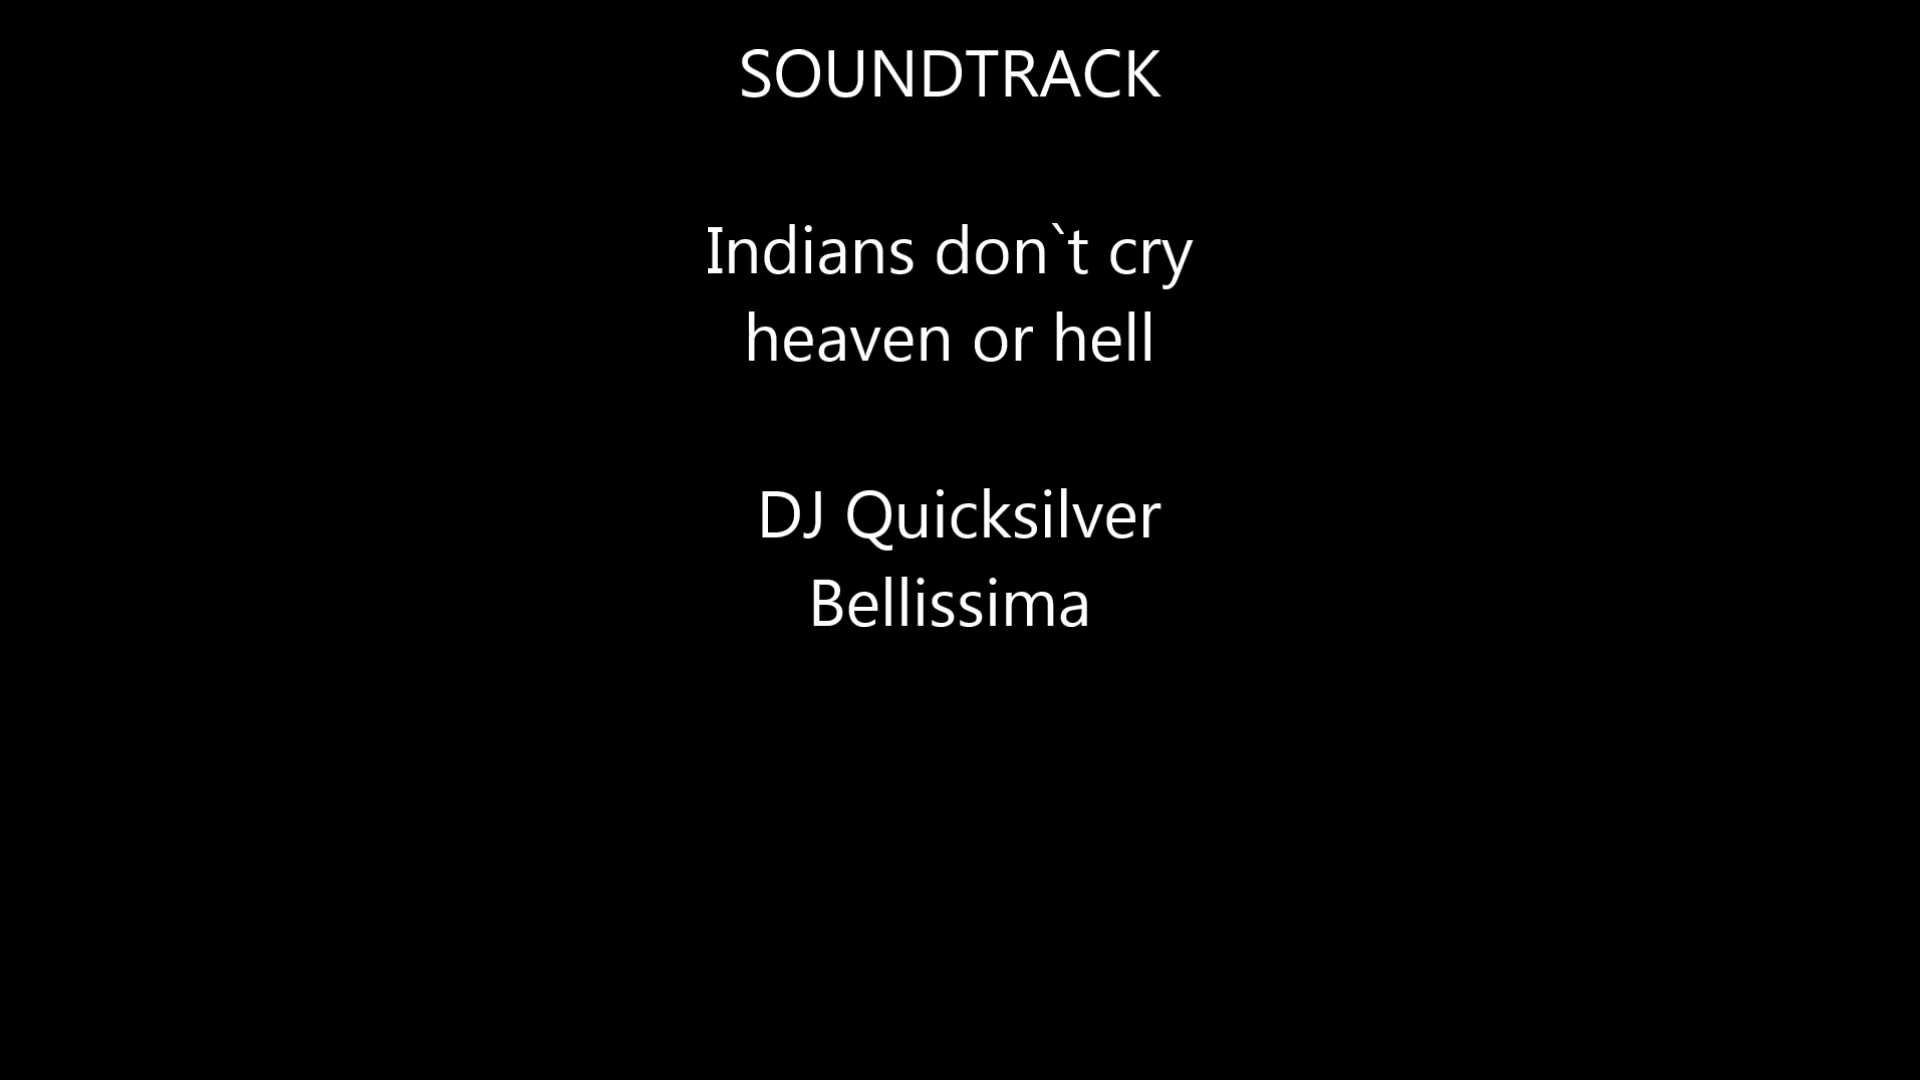 SOUNDTRACK
Indians don`t cry
heaven or hell
DJ Quicksilver
Bellissima